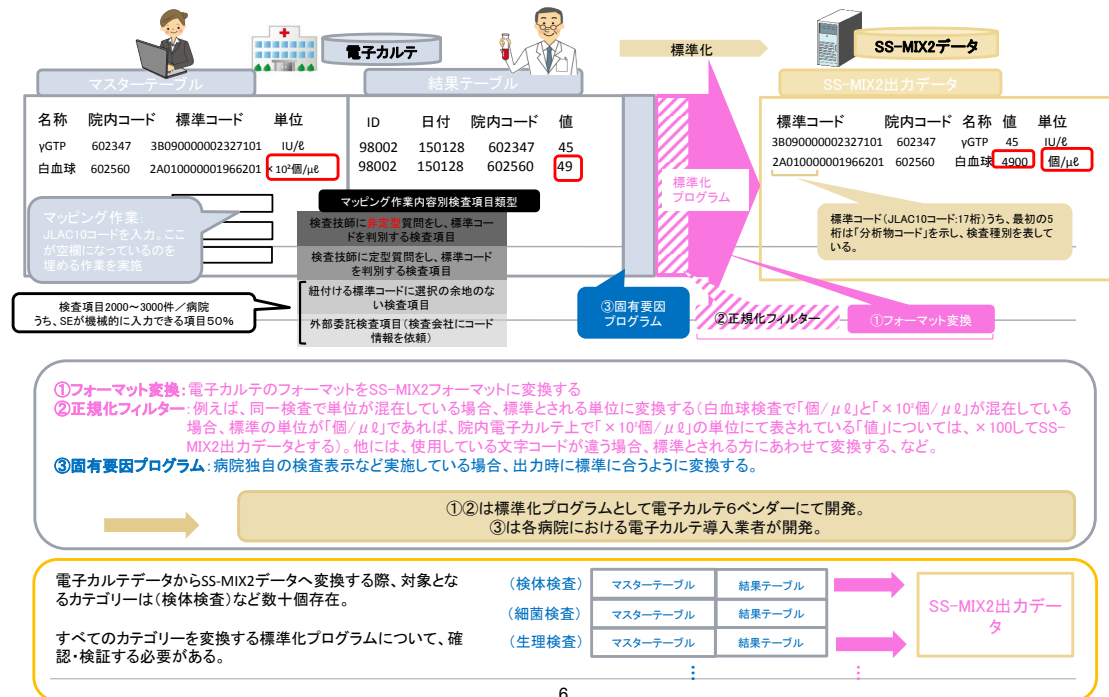 電子カルテ
標準化
SS-MIX2データ
マスターテーブル
結果テーブル
SS-MIX2出力データ
名称 院内コード 標準コード 単位
γGTP 602347 3B090000002327101 IU/ℓ
白血球 602560 2A010000001966201 ×10²個/μℓ
ID 日付 院内コード 値
98002 150128 602347 45
98002 150128 602560 49
標準コード 院内コード 名称 値 単位
3B090000002327101 602347 γGTP 45 IU/ℓ
2A010000001966201 602560 白血球 4900 個/μℓ
標準化
プログラム
マッピング作業:
JLAC10コードを入力。ここ
が空欄になっているのを
埋める作業を実施
マッピング作業内容別検査項目類型
検査技師に非定型質問をし、標準コー
ドを判別する検査項目
検査技師に定型質問をし、標準コード
を判別する検査項目
紐付ける標準コードに選択の余地のな
い検査項目
外部委託検査項目(検査会社にコード
情報を依頼)
標準コード(JLAC10コード:17桁)うち、最初の5
桁は「分析物コード」を示し、検査種別を表して
いる。
検査項目2000~3000件/病院
うち、SEが機械的に入力できる項目50%
③固有要因
プログラム
②正規化フィルター
①フォーマット変換
①フォーマット変換:電子カルテのフォーマットをSS-MIX2フォーマットに変換する
②正規化フィルター:例えば、同一検査で単位が混在している場合、標準とされる単位に変換する(白血球検査で「個/μℓ」と「×10²個/μℓ」が混在している
場合、標準の単位が「個/μℓ」であれば、院内電子カルテ上で「×10²個/μℓ」の単位にて表されている「値」については、×100してSS-
MIX2出力データとする)。他には、使用している文字コードが違う場合、標準とされる方にあわせて変換する、など。
③固有要因プログラム:病院独自の検査表示など実施している場合、出力時に標準に合うように変換する。
①②は標準化プログラムとして電子カルテ6ベンダーにて開発。
③は各病院における電子カルテ導入業者が開発。
電子カルテデータからSS-MIX2データへ変換する際、対象とな
るカテゴリーは(検体検査)など数十個存在。
すべてのカテゴリーを変換する標準化プログラムについて、確
認・検証する必要がある。
(検体検査) マスターテーブル 結果テーブル
(細菌検査) マスターテーブル 結果テーブル
(生理検査) マスターテーブル 結果テーブル
⋮ ⋮
SS-MIX2出力デー
タ
6